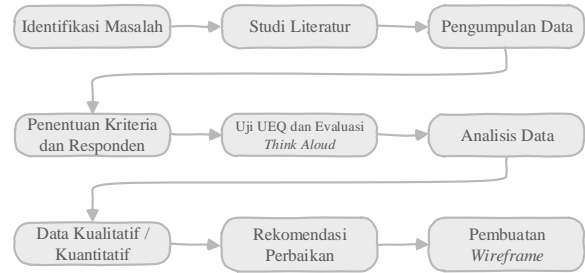 Identifikasi Masalah
Studi Literatur
Pengumpulan Data
Penentuan Kriteria
dan Responden
Uji UEQ dan Evaluasi
Think Aloud
Analisis Data
Data Kualitatif /
Kuantitatif
Rekomendasi
Perbaikan
Pembuatan
Wireframe